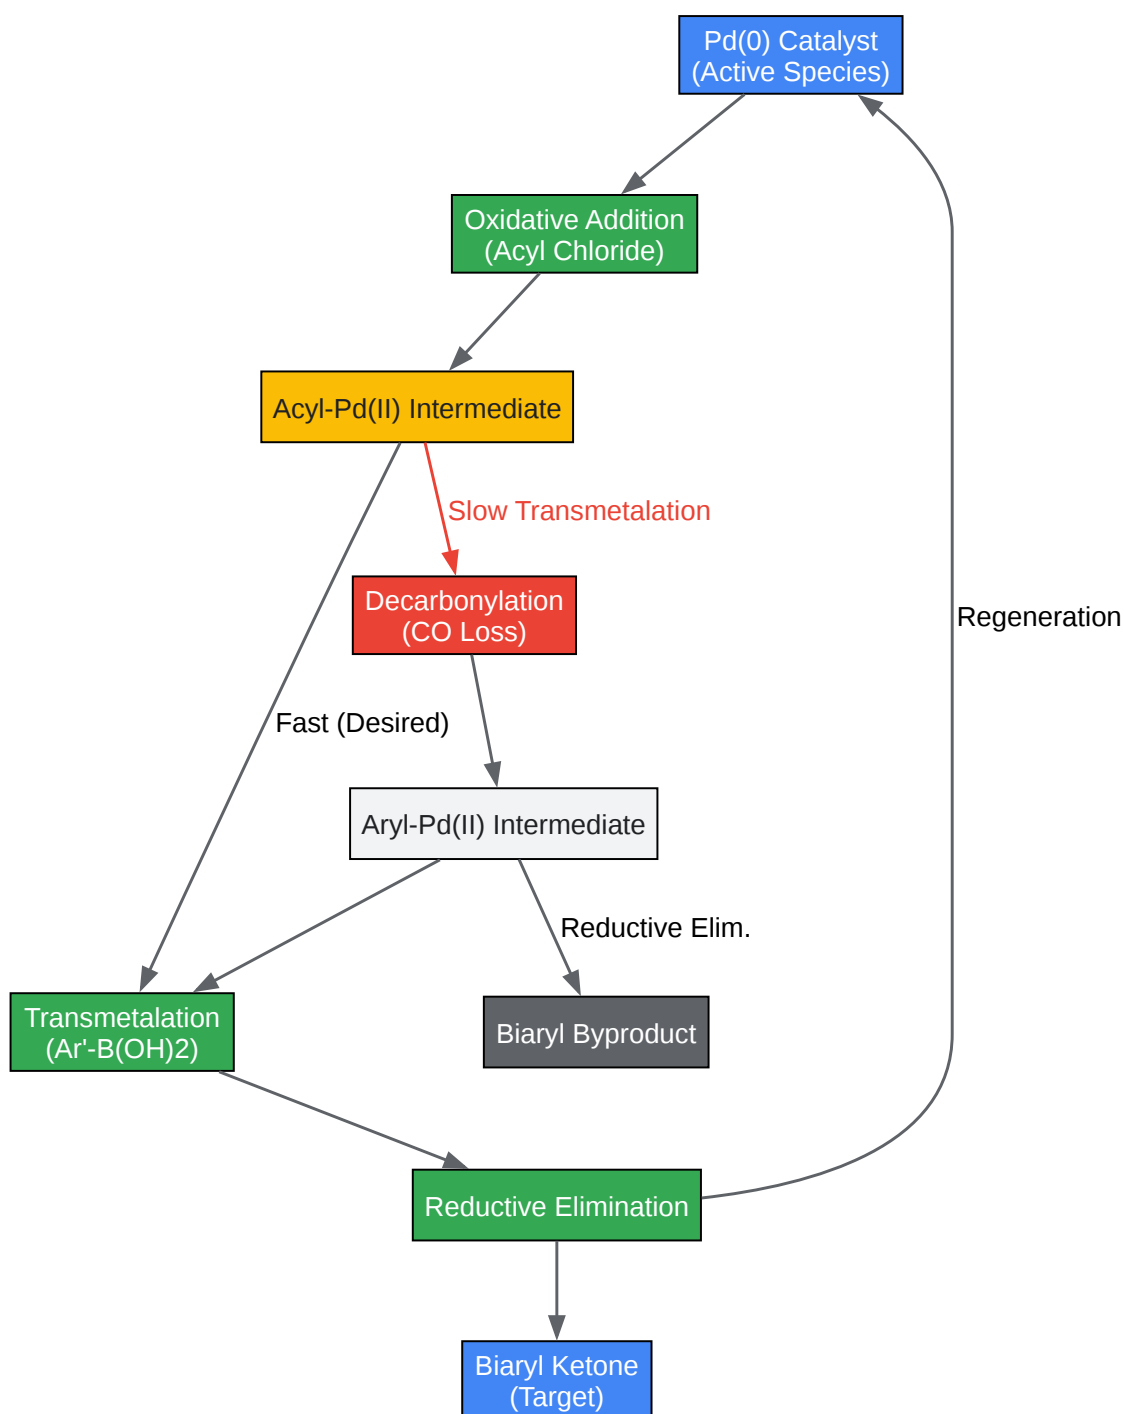 Pd(0) Catalyst
(Active Species)
Oxidative Addition
(Acyl Chloride)
Acyl-Pd(II) Intermediate
Slow Transmetalation
Decarbonylation
(CO Loss)
Regeneration
Fast (Desired)
Aryl-Pd(II) Intermediate
Reductive Elim.
Transmetalation
(Ar'-B(OH)2)
Biaryl Byproduct
Reductive Elimination
Biaryl Ketone
(Target)